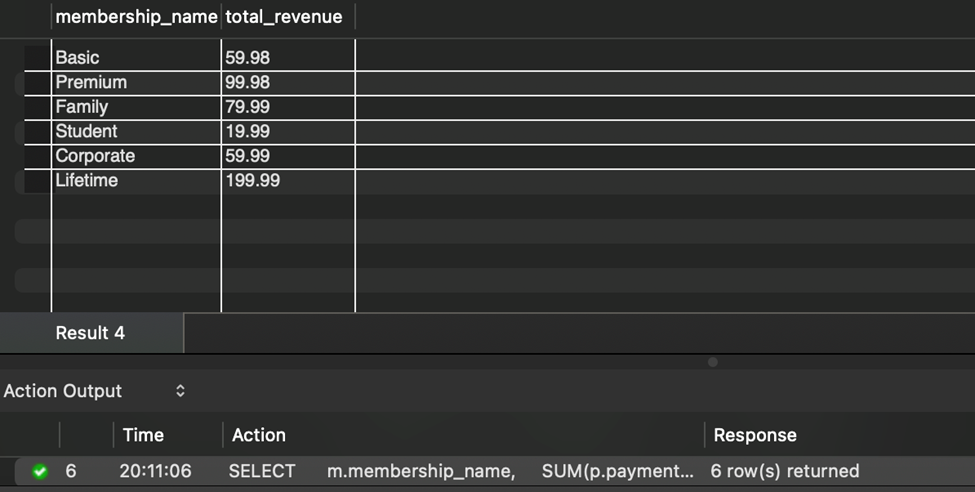 membership_name total_revenue
Basic 59.98
Premium 99.98
Family 79.99
Student 19.99
Corporate 59.99
Lifetime 199.99
Result 4
Action Output
Time Action Response
6 20:11:06 SELECT m.membership_name, SUM(p.payment... 6 row(s) returned